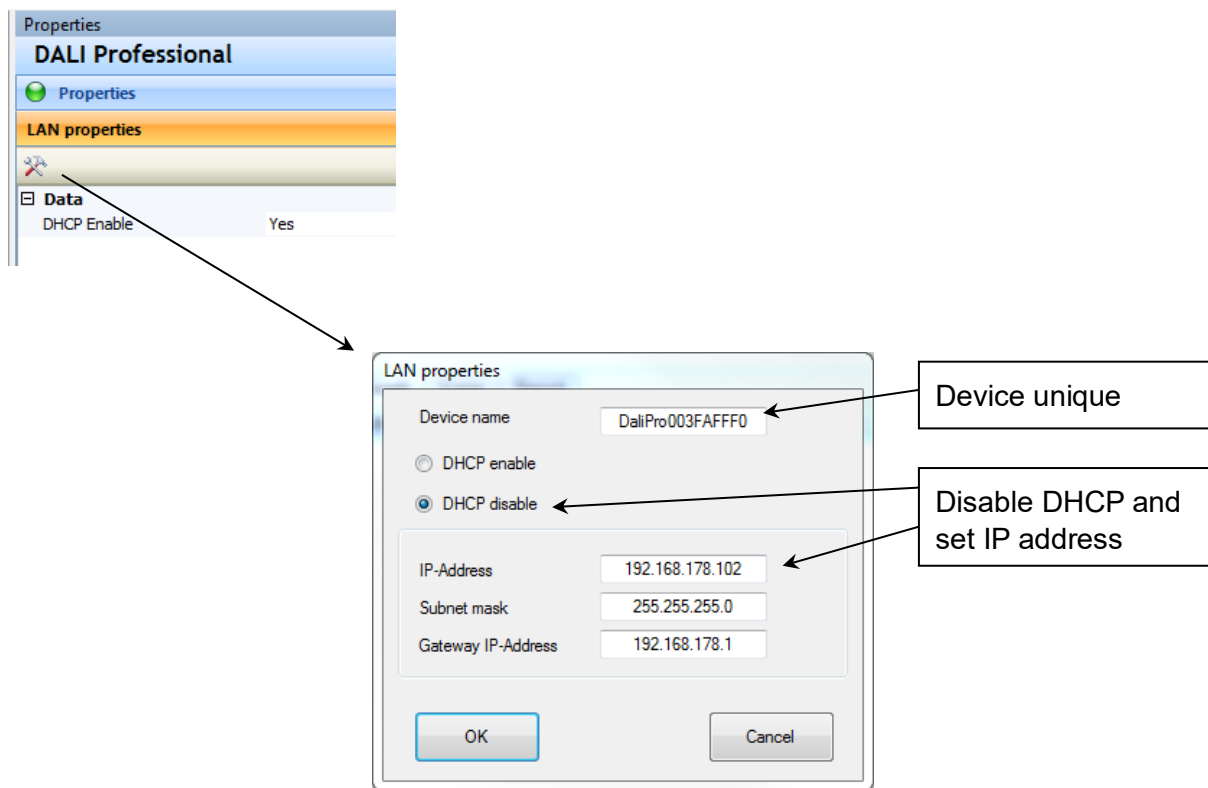 Properties
DALI Professional
Properties
LAN properties
Data
DHCP Enable Yes
LAN properties
Device name DaliPro003FAFFF0
DHCP enable
DHCP disable
IP-Address 192.168.178.102
Subnet mask 255.255.255.0
Gateway IP-Address 192.168.178.1
OK Cancel
Device unique
Disable DHCP and
set IP address